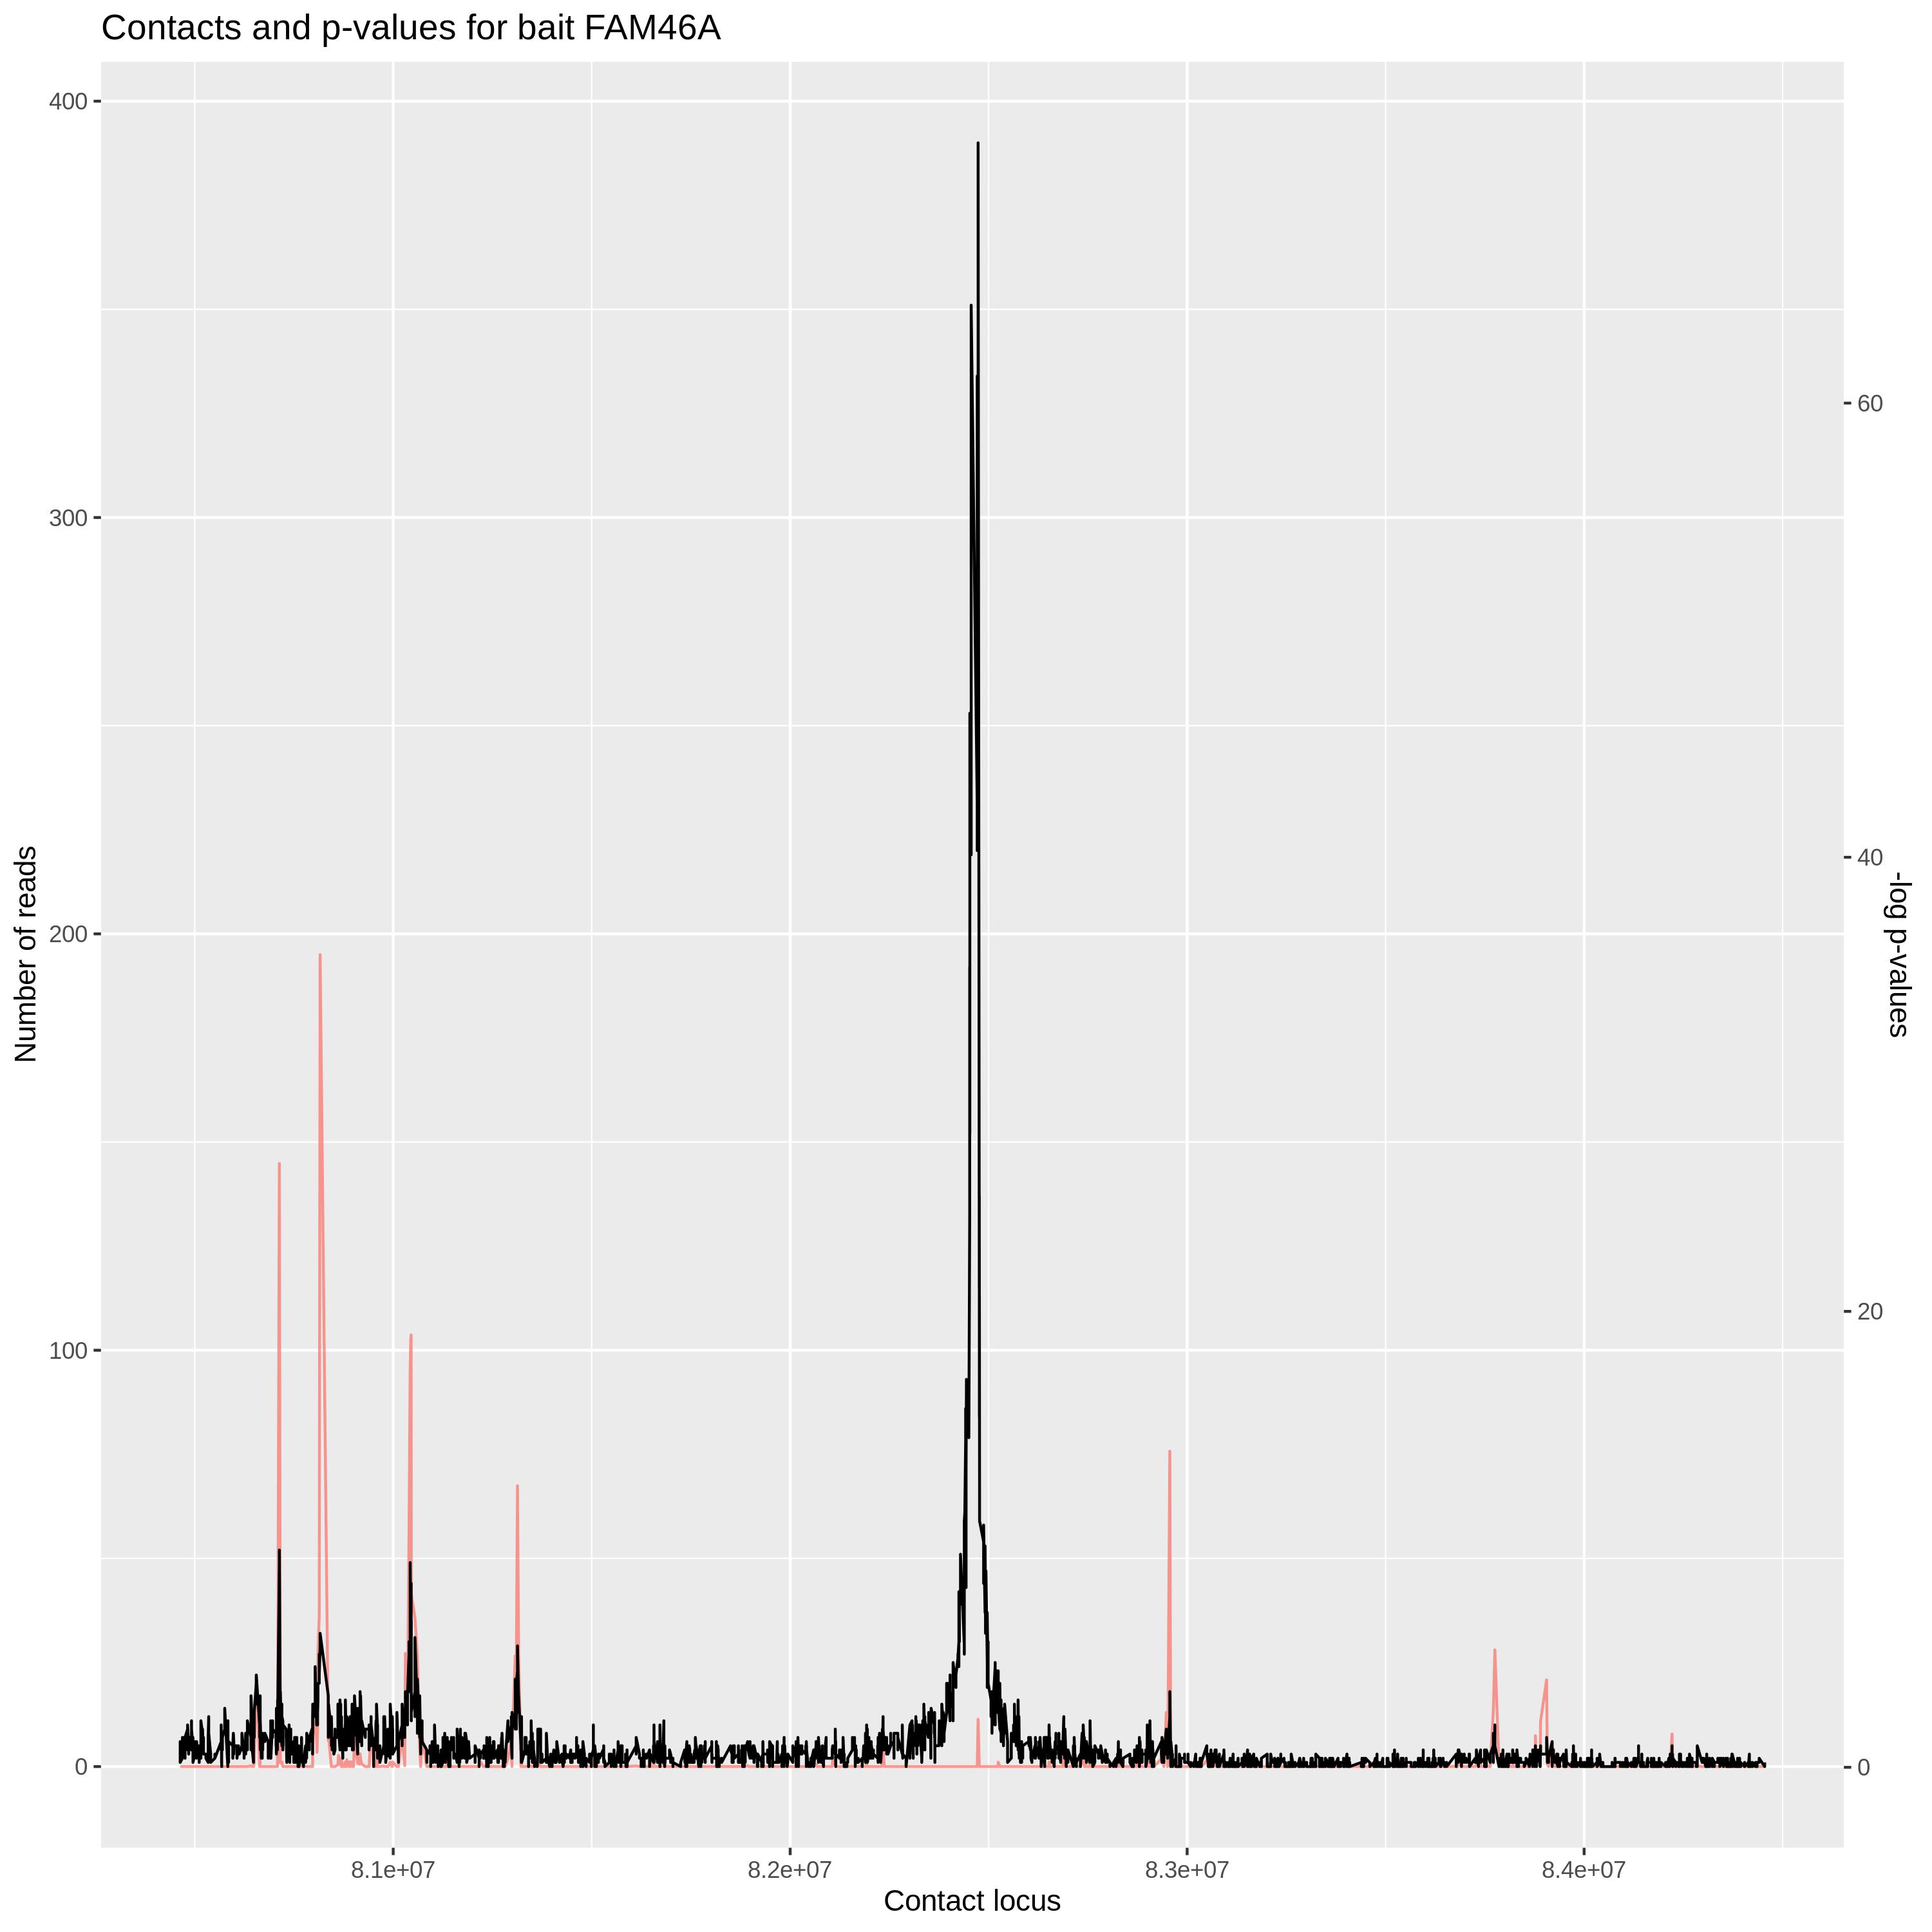 Contacts and p-values for bait FAM46A
400
300
200
100
0
Number of reads
60
40
20
0
-log p-values
8.1e+07
8.2e+07
8.3e+07
8.4e+07
Contact locus